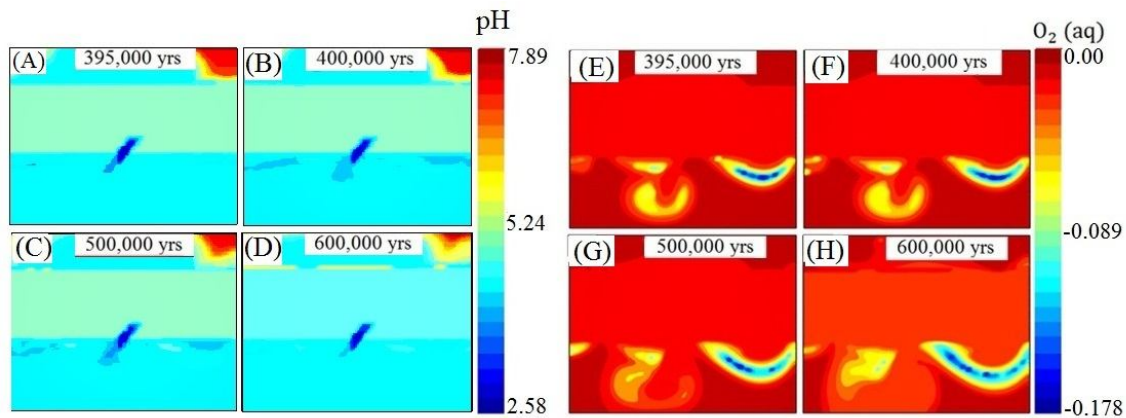 pH
O₂ (aq)
(A) 395,000 yrs
(B) 400,000 yrs
7.89
(E) 395,000 yrs
(F) 400,000 yrs
0.00
5.24
-0.089
(C) 500,000 yrs
(D) 600,000 yrs
2.58
(G) 500,000 yrs
(H) 600,000 yrs
-0.178